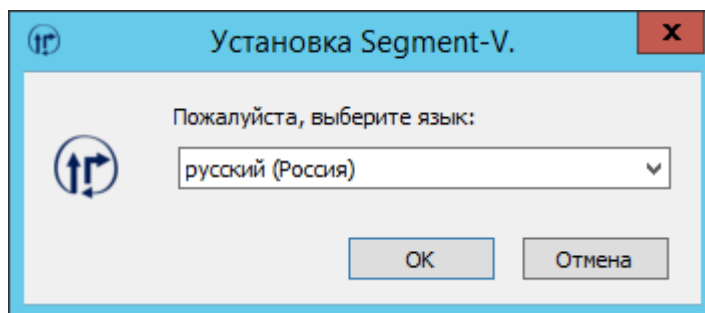 Установка Segment-V.
Пожалуйста, выберите язык:
русский (Россия)
OK
Отмена